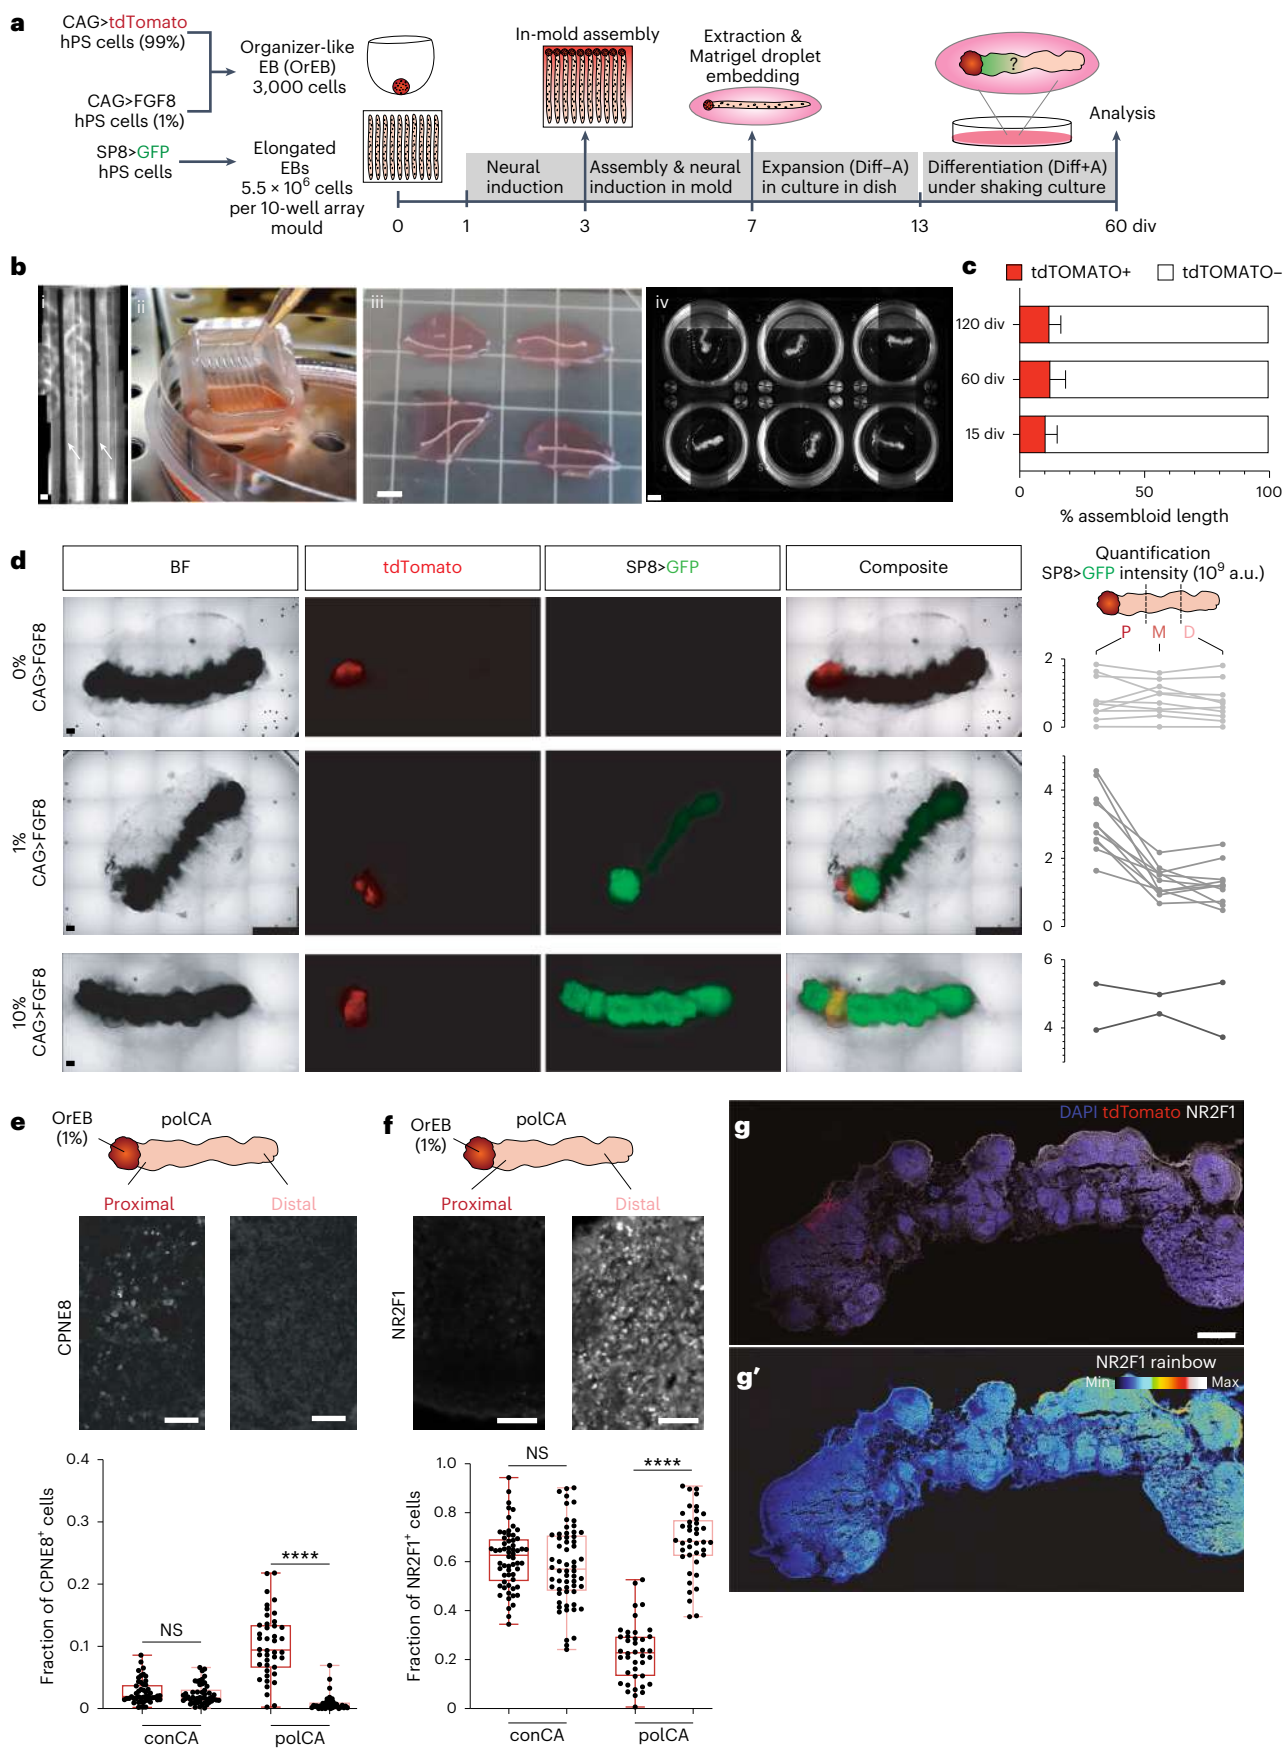 a
CAG>tdTomato
hPS cells (99%)
CAG>FGF8
hPS cells (1%)
SP8>GFP
hPS cells
Organizer-like
EB (OrEB)
3,000 cells
Elongated
EBs
5.5 × 10⁶ cells
per 10-well array
mould
In-mold assembly
Extraction &
Matrigel droplet
embedding
?
Analysis
Neural
induction
Assembly & neural
induction in mold
Expansion (Diff–A)
in culture in dish
Differentiation (Diff+A)
under shaking culture
0 1 3 7 13 60 div
b
i
ii
iii
iv
c
tdTOMATO+ tdTOMATO–
120 div
60 div
15 div
0 50 100
% assembloid length
d
BF
tdTomato
SP8>GFP
Composite
Quantification
SP8>GFP intensity (10⁹ a.u.)
P M D
0%
CAG>FGF8
2
0
1%
CAG>FGF8
4
2
0
10%
CAG>FGF8
6
4
e
OrEB
(1%)
polCA
Proximal
Distal
CPNE8
Fraction of CPNE8⁺ cells
0.4
0.3
0.2
0.1
0
NS
****
conCA
polCA
f
OrEB
(1%)
polCA
Proximal
Distal
NR2F1
Fraction of NR2F1⁺ cells
1.0
0.8
0.6
0.4
0.2
0
NS
****
conCA
polCA
g
DAPI tdTomato NR2F1
g′
NR2F1 rainbow
Min Max